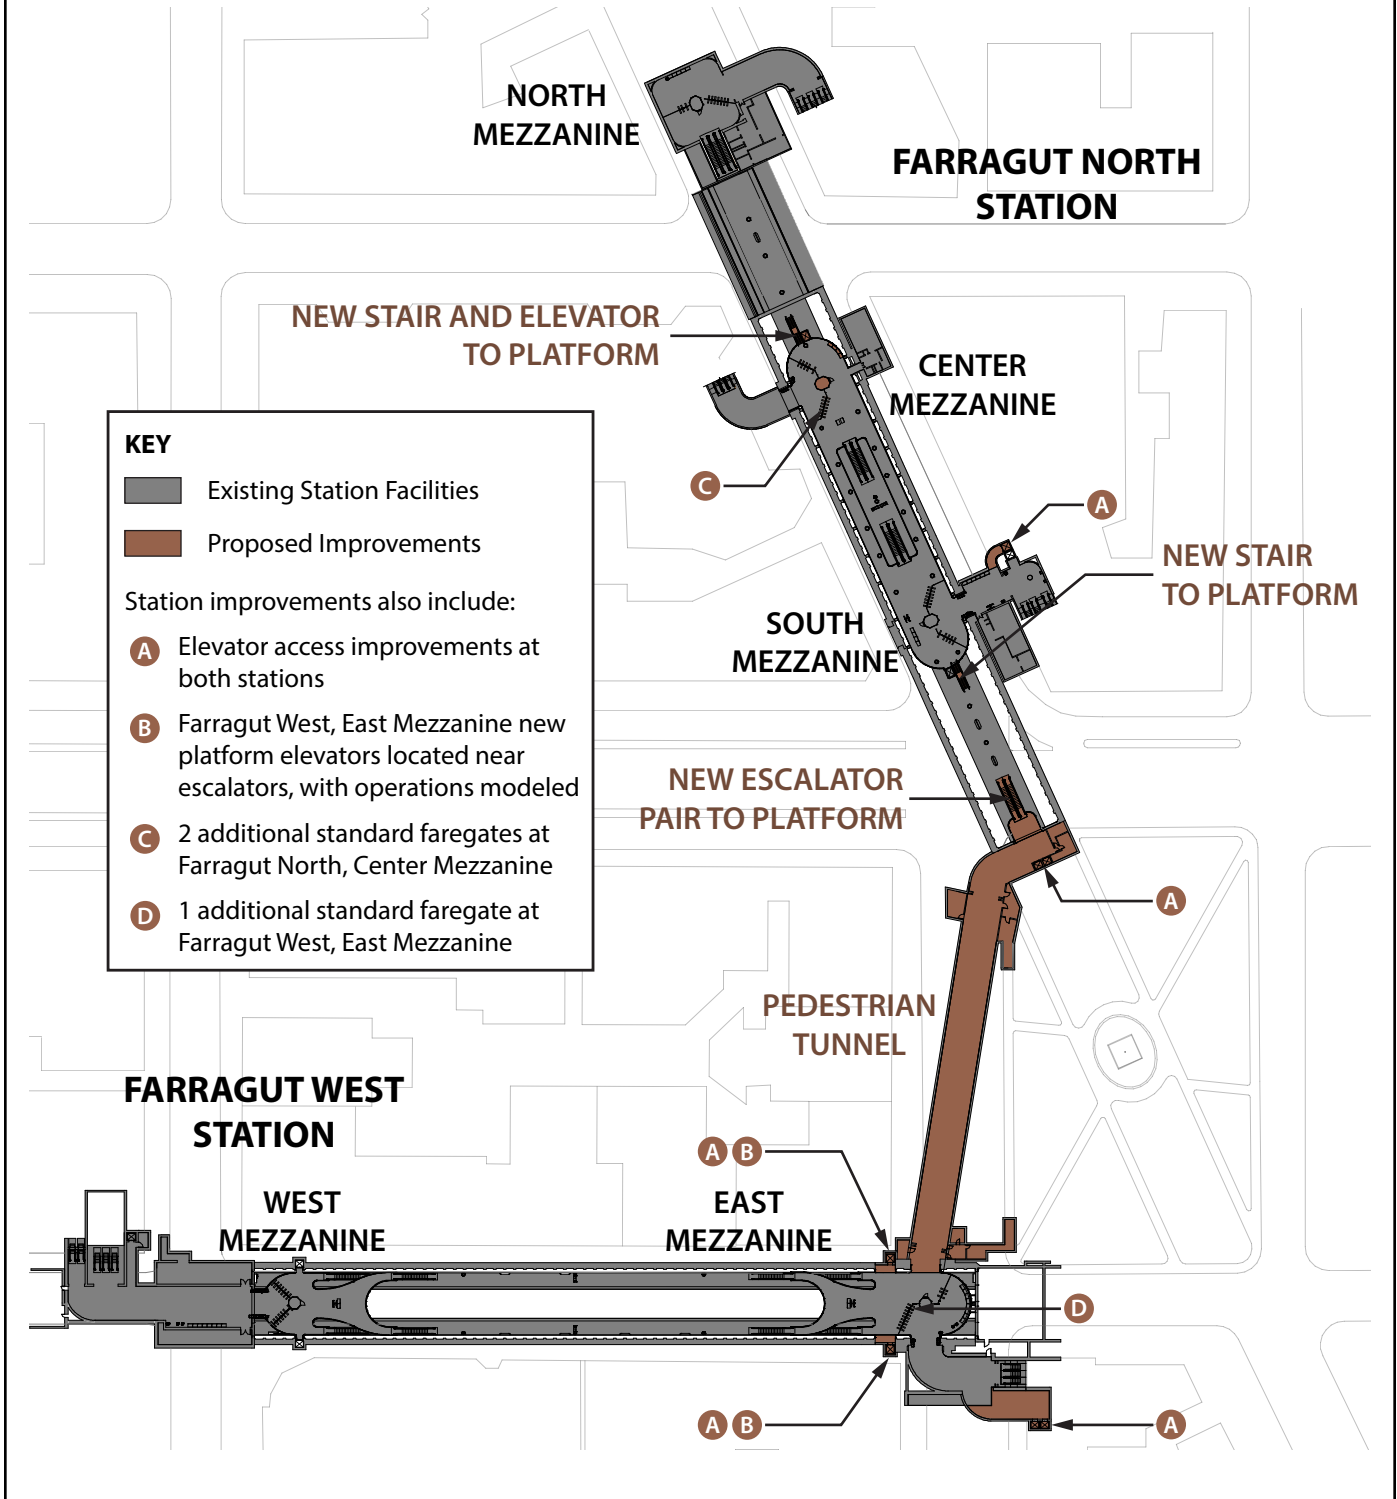 NORTH
MEZZANINE
FARRAGUT NORTH
STATION
NEW STAIR AND ELEVATOR
TO PLATFORM
CENTER
MEZZANINE
C
A
NEW STAIR
TO PLATFORM
SOUTH
MEZZANINE
KEY
Existing Station Facilities
Proposed Improvements
Station improvements also include:
A Elevator access improvements at
both stations
B Farragut West, East Mezzanine new
platform elevators located near
escalators, with operations modeled
C 2 additional standard faregates at
Farragut North, Center Mezzanine
D 1 additional standard faregate at
Farragut West, East Mezzanine
NEW ESCALATOR
PAIR TO PLATFORM
A
PEDESTRIAN
TUNNEL
FARRAGUT WEST
STATION
A B
WEST
MEZZANINE
EAST
MEZZANINE
D
A B
A